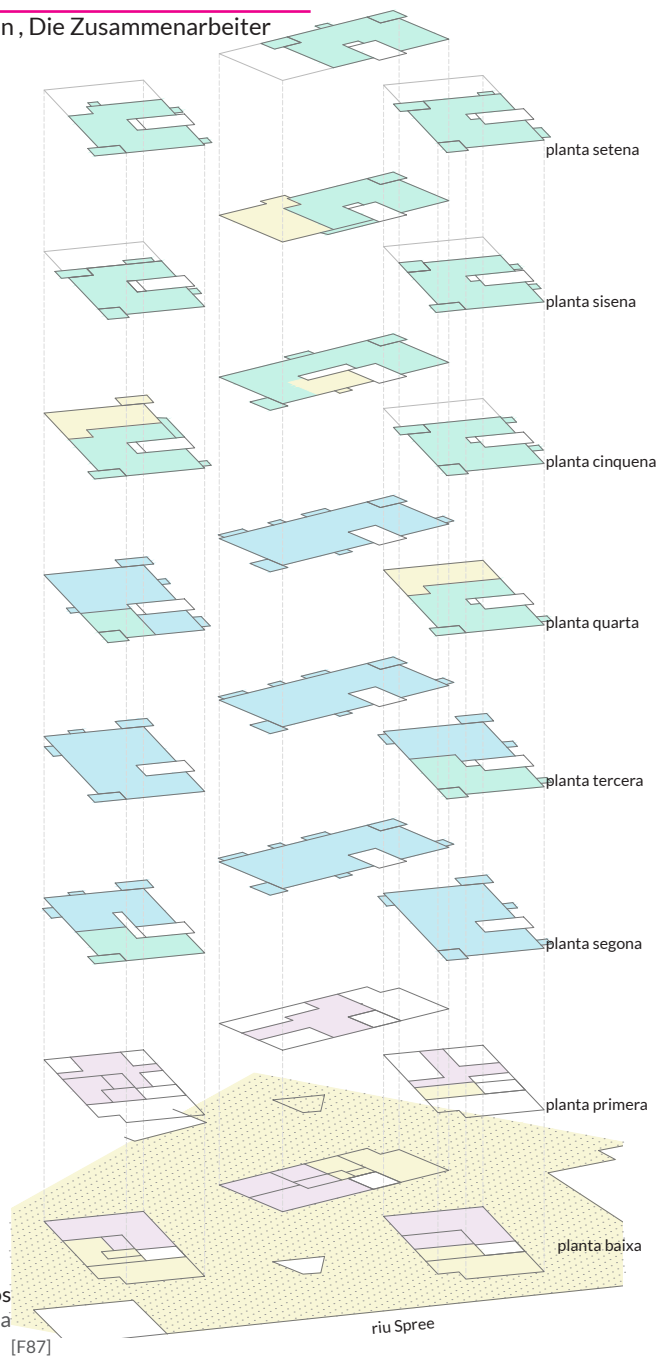 n , Die Zusammenarbeiter
planta setena
planta sisena
planta cinquena
planta quarta
planta tercera
planta segona
planta primera
planta baixa
os
a
riu Spree
[F87]